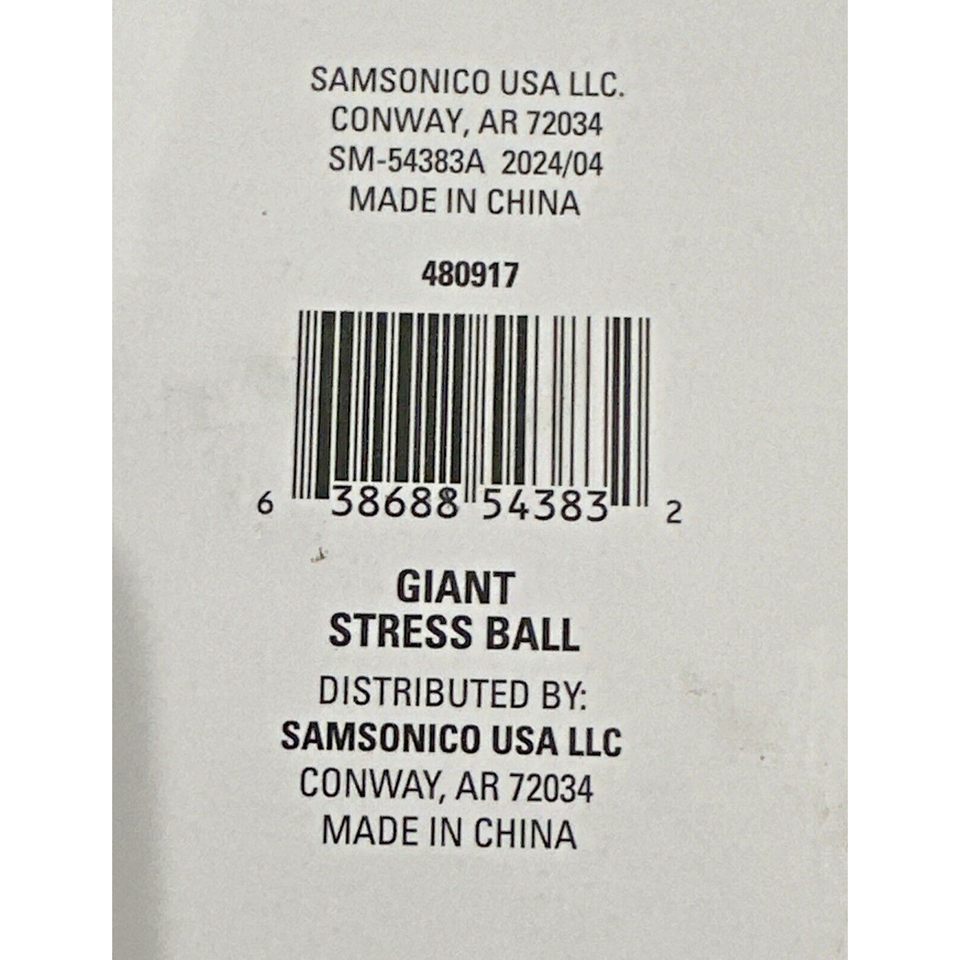 SAMSONICO USA LLC.
CONWAY, AR 72034
SM-54383A 2024/04
MADE IN CHINA
480917
6 38688 54383 2
GIANT
STRESS BALL
DISTRIBUTED BY:
SAMSONICO USA LLC
CONWAY, AR 72034
MADE IN CHINA